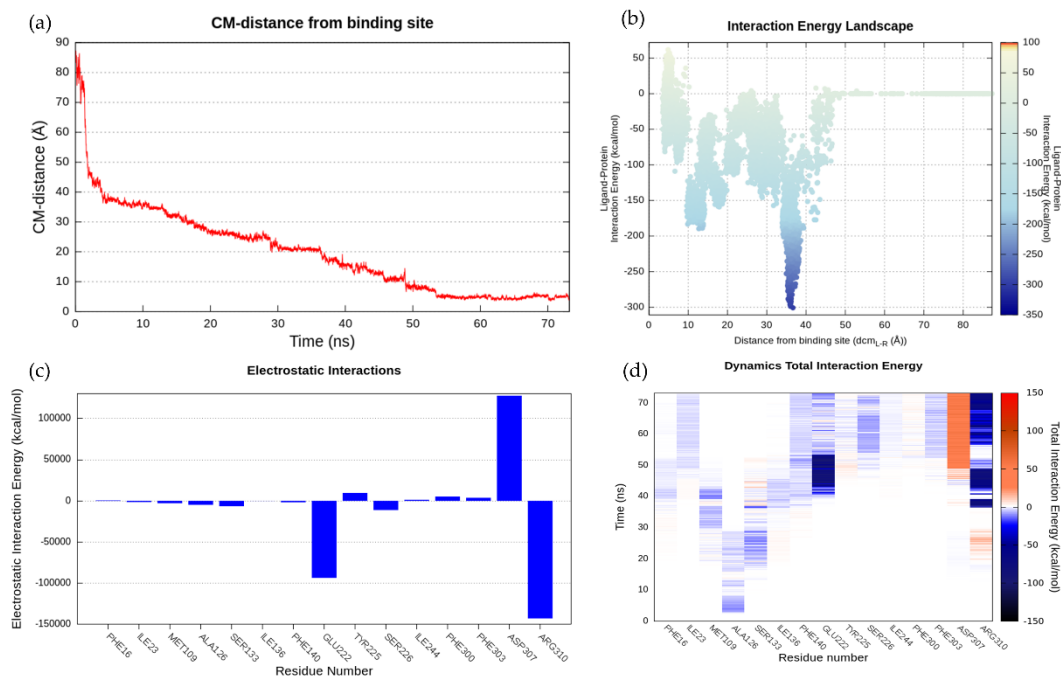 (a)
CM-distance from binding site
CM-distance (Å)
90
80
70
60
50
40
30
20
10
0
0 10 20 30 40 50 60 70
Time (ns)
(b)
Interaction Energy Landscape
Ligand-Protein
Interaction Energy (kcal/mol)
50
0
-50
-100
-150
-200
-250
-300
0 10 20 30 40 50 60 70 80
Distance from binding site (dcmL-R (Å))
100
50
0
-50
-100
-150
-200
-250
-300
-350
Ligand-Protein
Interaction Energy (kcal/mol)
(c)
Electrostatic Interactions
Electrostatic Interaction Energy (kcal/mol)
100000
50000
0
-50000
-100000
-150000
PHE16 ILE23 MET109 ALA126 SER133 ILE136 PHE140 GLU222 TYR225 SER226 ILE244 PHE300 PHE303 ASP307 ARG310
Residue Number
(d)
Dynamics Total Interaction Energy
Time (ns)
70
60
50
40
30
20
10
0
PHE16 ILE23 MET109 ALA126 SER133 ILE136 PHE140 GLU222 TYR225 SER226 ILE244 PHE300 PHE303 ASP307 ARG310
Residue number
150
100
50
0
-50
-100
-150
Total Interaction Energy (kcal/mol)